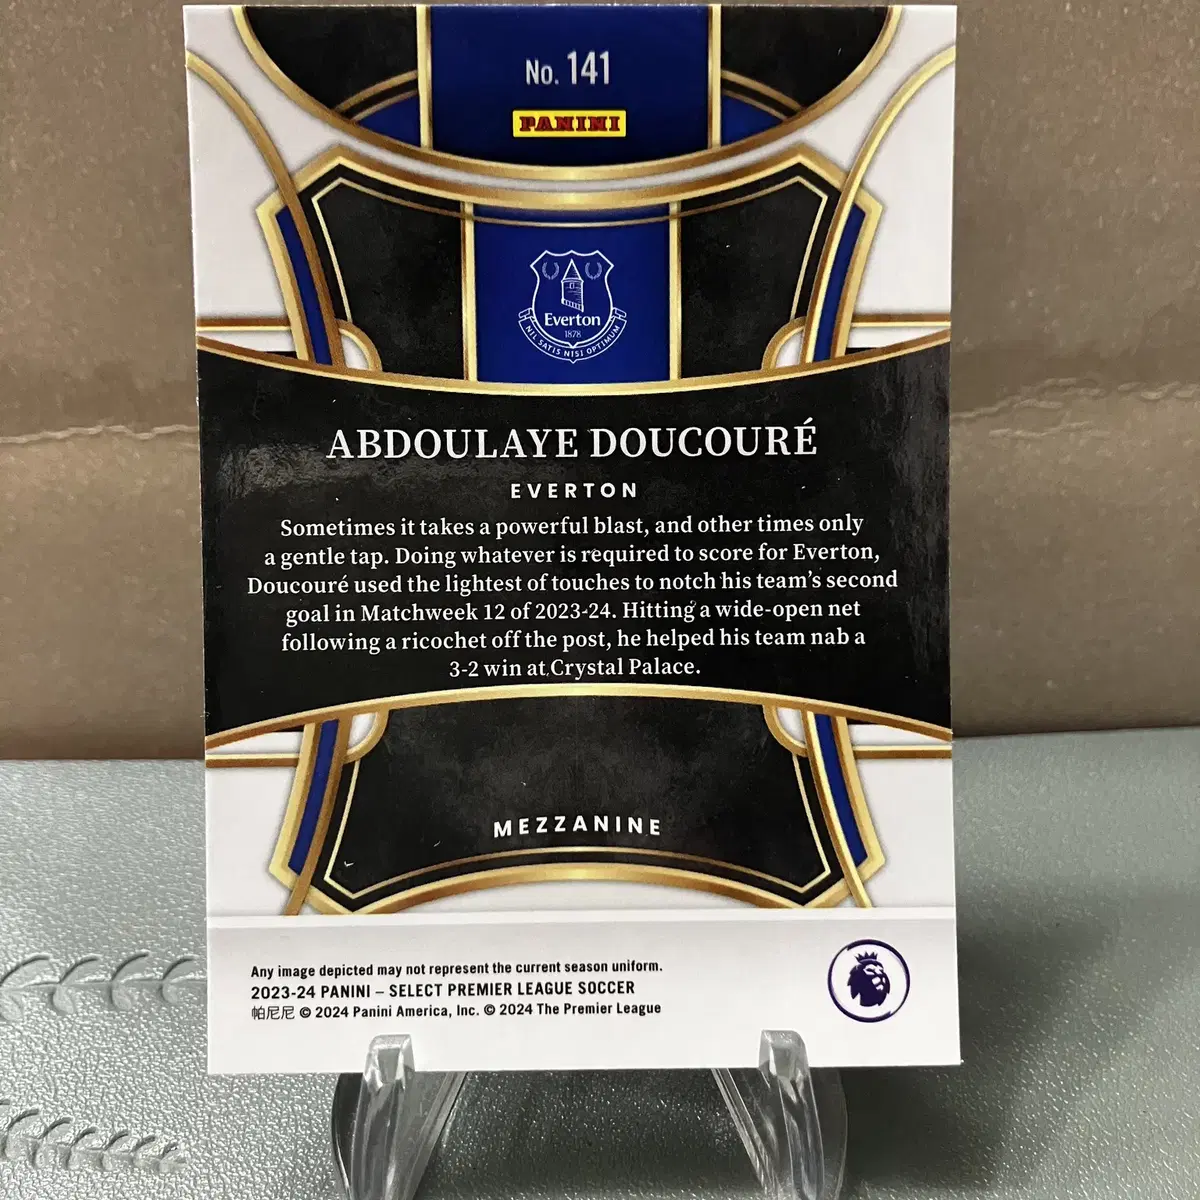 No. 141
PANINI
Everton
1878
NIL SATIS NISI OPTIMUM
ABDOULAYE DOUCOURÉ
EVERTON
Sometimes it takes a powerful blast, and other times only
a gentle tap. Doing whatever is required to score for Everton,
Doucouré used the lightest of touches to notch his team's second
goal in Matchweek 12 of 2023-24. Hitting a wide-open net
following a ricochet off the post, he helped his team nab a
3-2 win at Crystal Palace.
MEZZANINE
Any image depicted may not represent the current season uniform.
2023-24 PANINI – SELECT PREMIER LEAGUE SOCCER
帕尼尼 © 2024 Panini America, Inc. © 2024 The Premier League